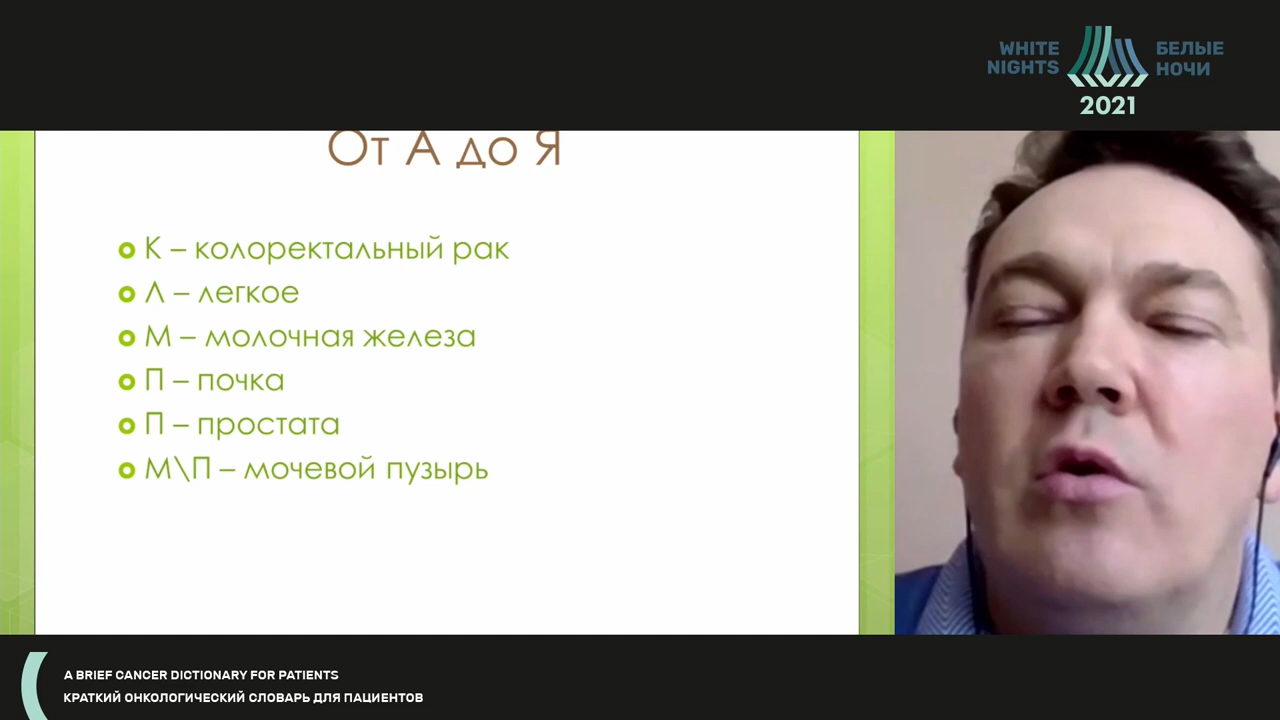 WHITE
NIGHTS
БЕЛЫЕ
НОЧИ
2021
От А до Я
К – колоректальный рак
Л – легкое
М – молочная железа
П – почка
П – простата
М\П – мочевой пузырь
A BRIEF CANCER DICTIONARY FOR PATIENTS
КРАТКИЙ ОНКОЛОГИЧЕСКИЙ СЛОВАРЬ ДЛЯ ПАЦИЕНТОВ